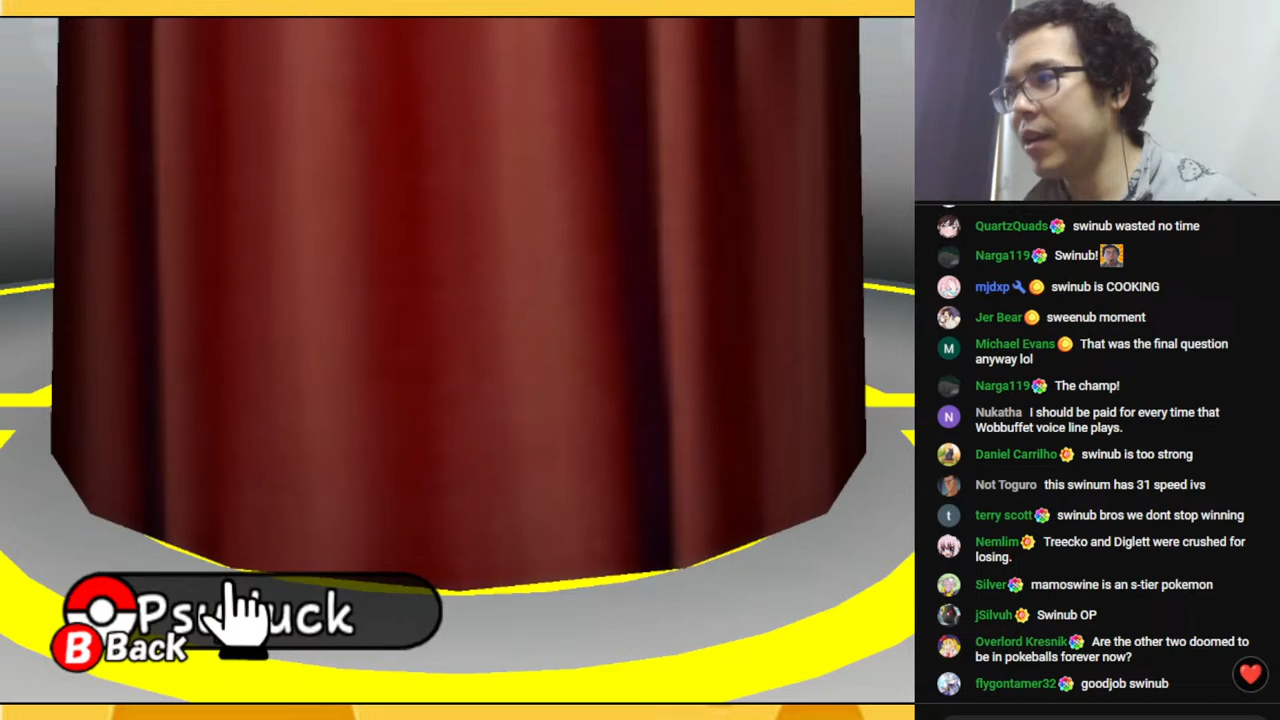 QuartzQuads swinub wasted no time
Narga119 Swinub!
mjdxp swinub is COOKING
Jer Bear sweenub moment
M Michael Evans That was the final question
anyway lol
Narga119 The champ!
N Nukatha I should be paid for every time that
Wobbuffet voice line plays.
Daniel Carrilho swinub is too strong
Not Toguro this swinum has 31 speed ivs
t terry scott swinub bros we dont stop winning
Nemlim Treecko and Diglett were crushed for
losing.
Silver mamoswine is an s-tier pokemon
jSilvuh Swinub OP
Overlord Kresnik Are the other two doomed to
be in pokeballs forever now?
flygontamer32 goodjob swinub
B Back